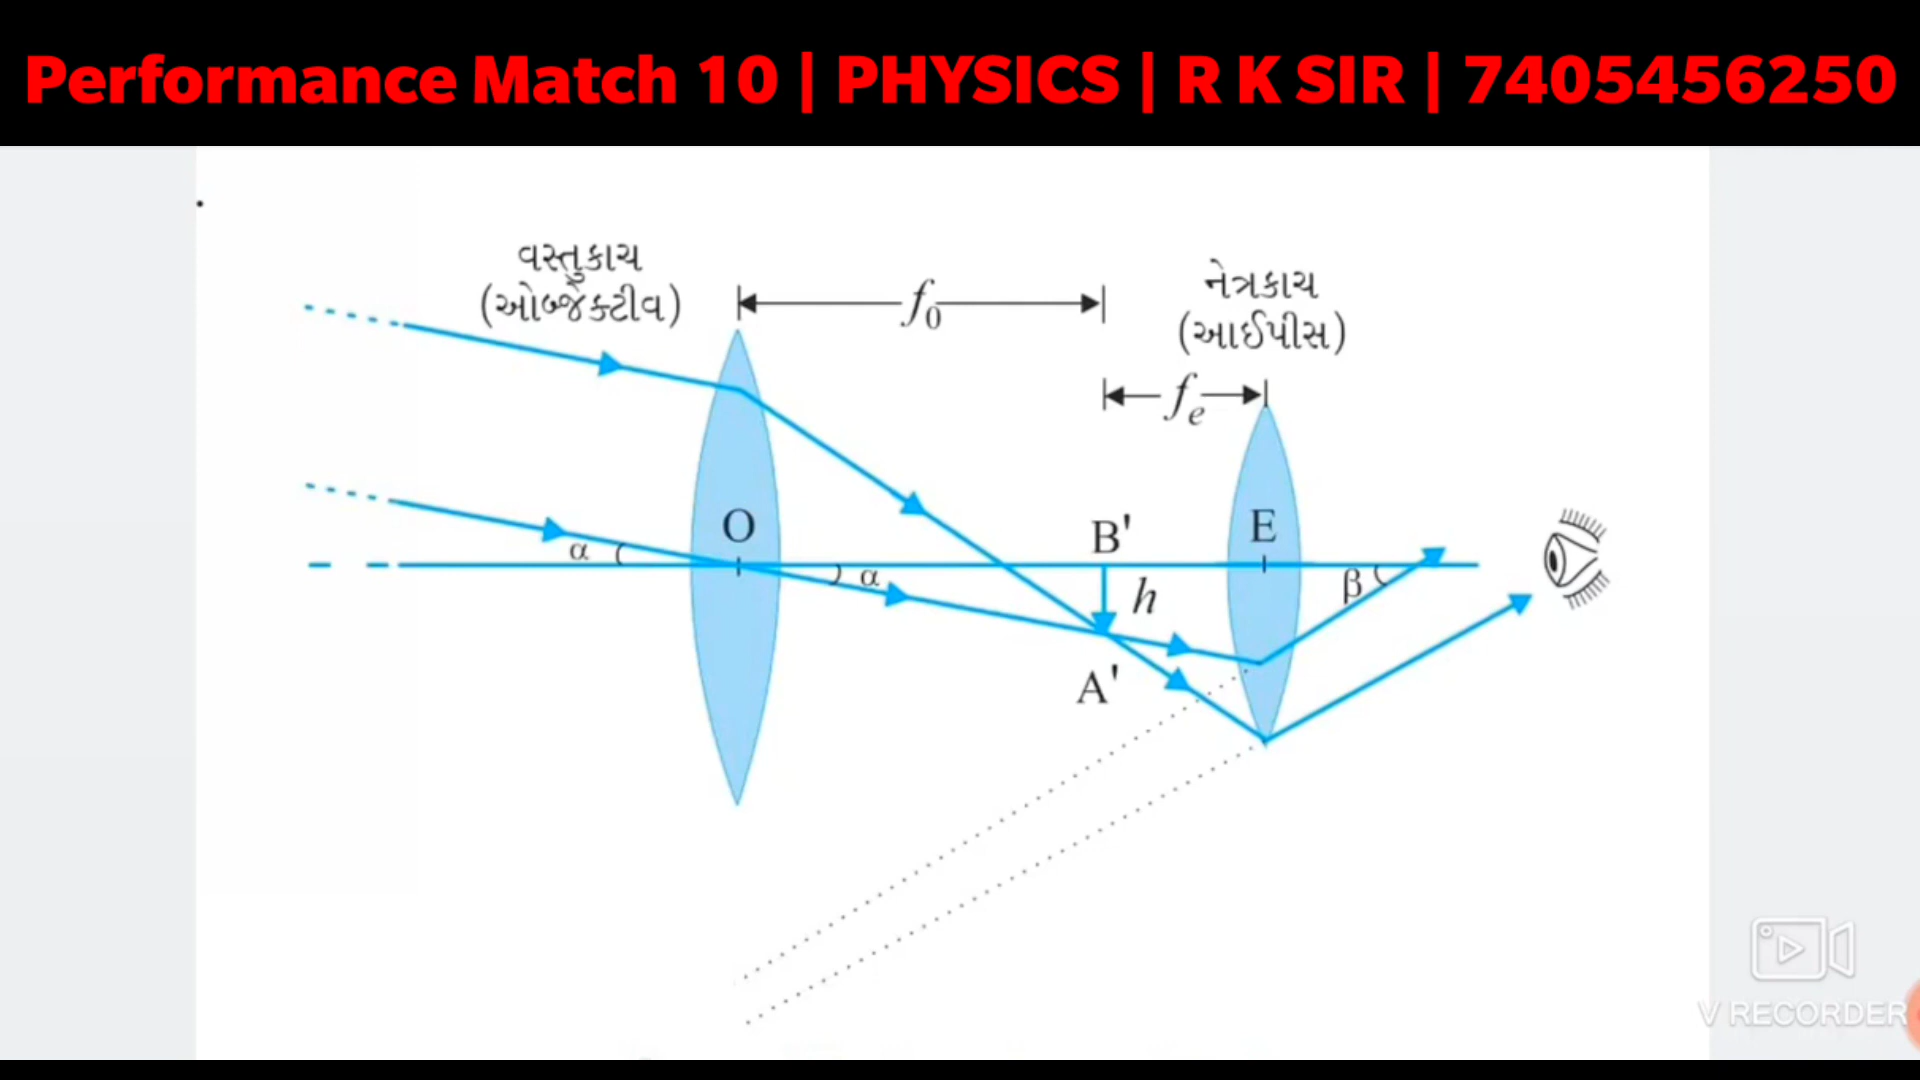 Performance Match 10 | PHYSICS | R K SIR | 7405456250
વસ્તુકાચ
(ઓબ્જેક્ટીવ)
f0
નેત્રકાચ
(આઈપીસ)
fe
O
B'
E
α
α
h
β
A'
V RECORDER